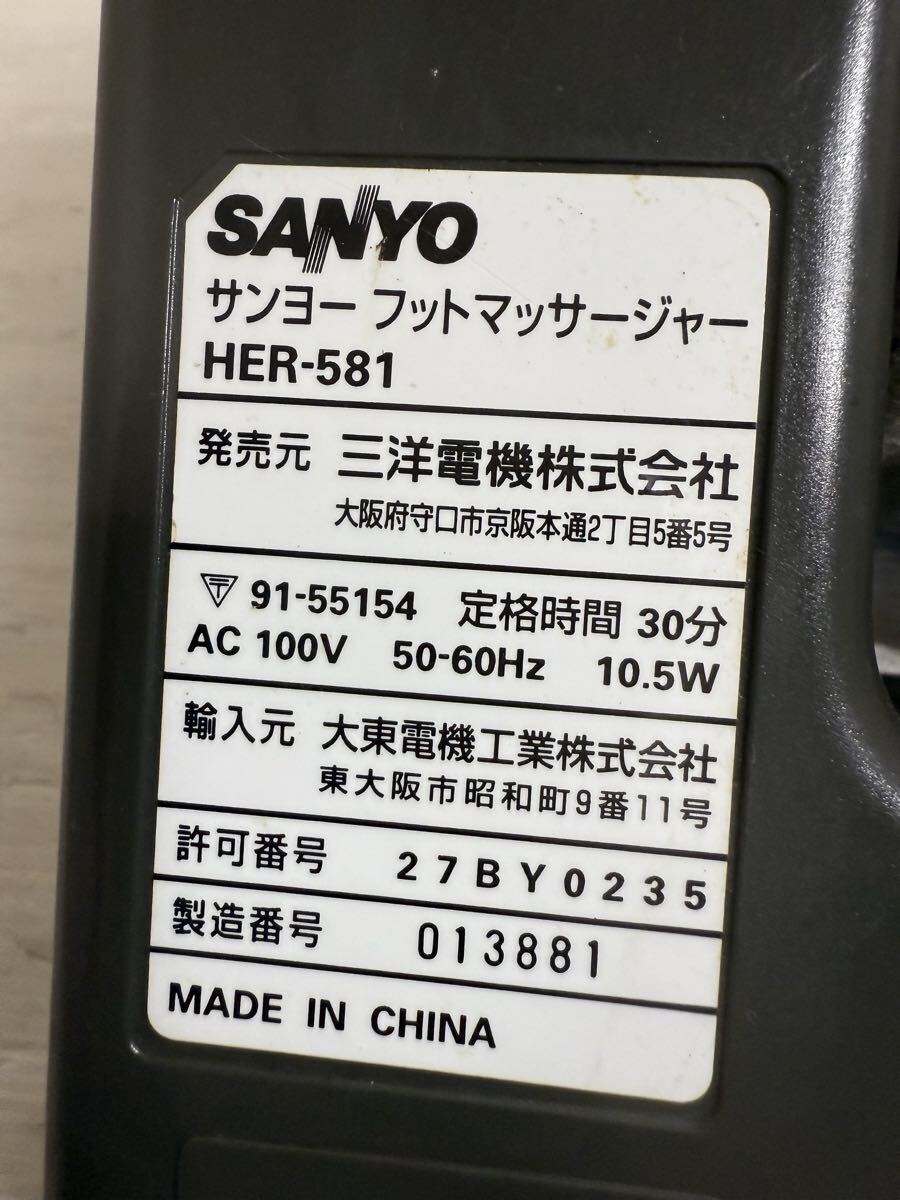 SANYO
サンヨー フットマッサージャー
HER-581
発売元 三洋電機株式会社
大阪府守口市京阪本通2丁目5番5号
〒 91-55154 定格時間 30分
AC 100V 50-60Hz 10.5W
輸入元 大東電機工業株式会社
東大阪市昭和町9番11号
許可番号 27BY0235
製造番号 013881
MADE IN CHINA